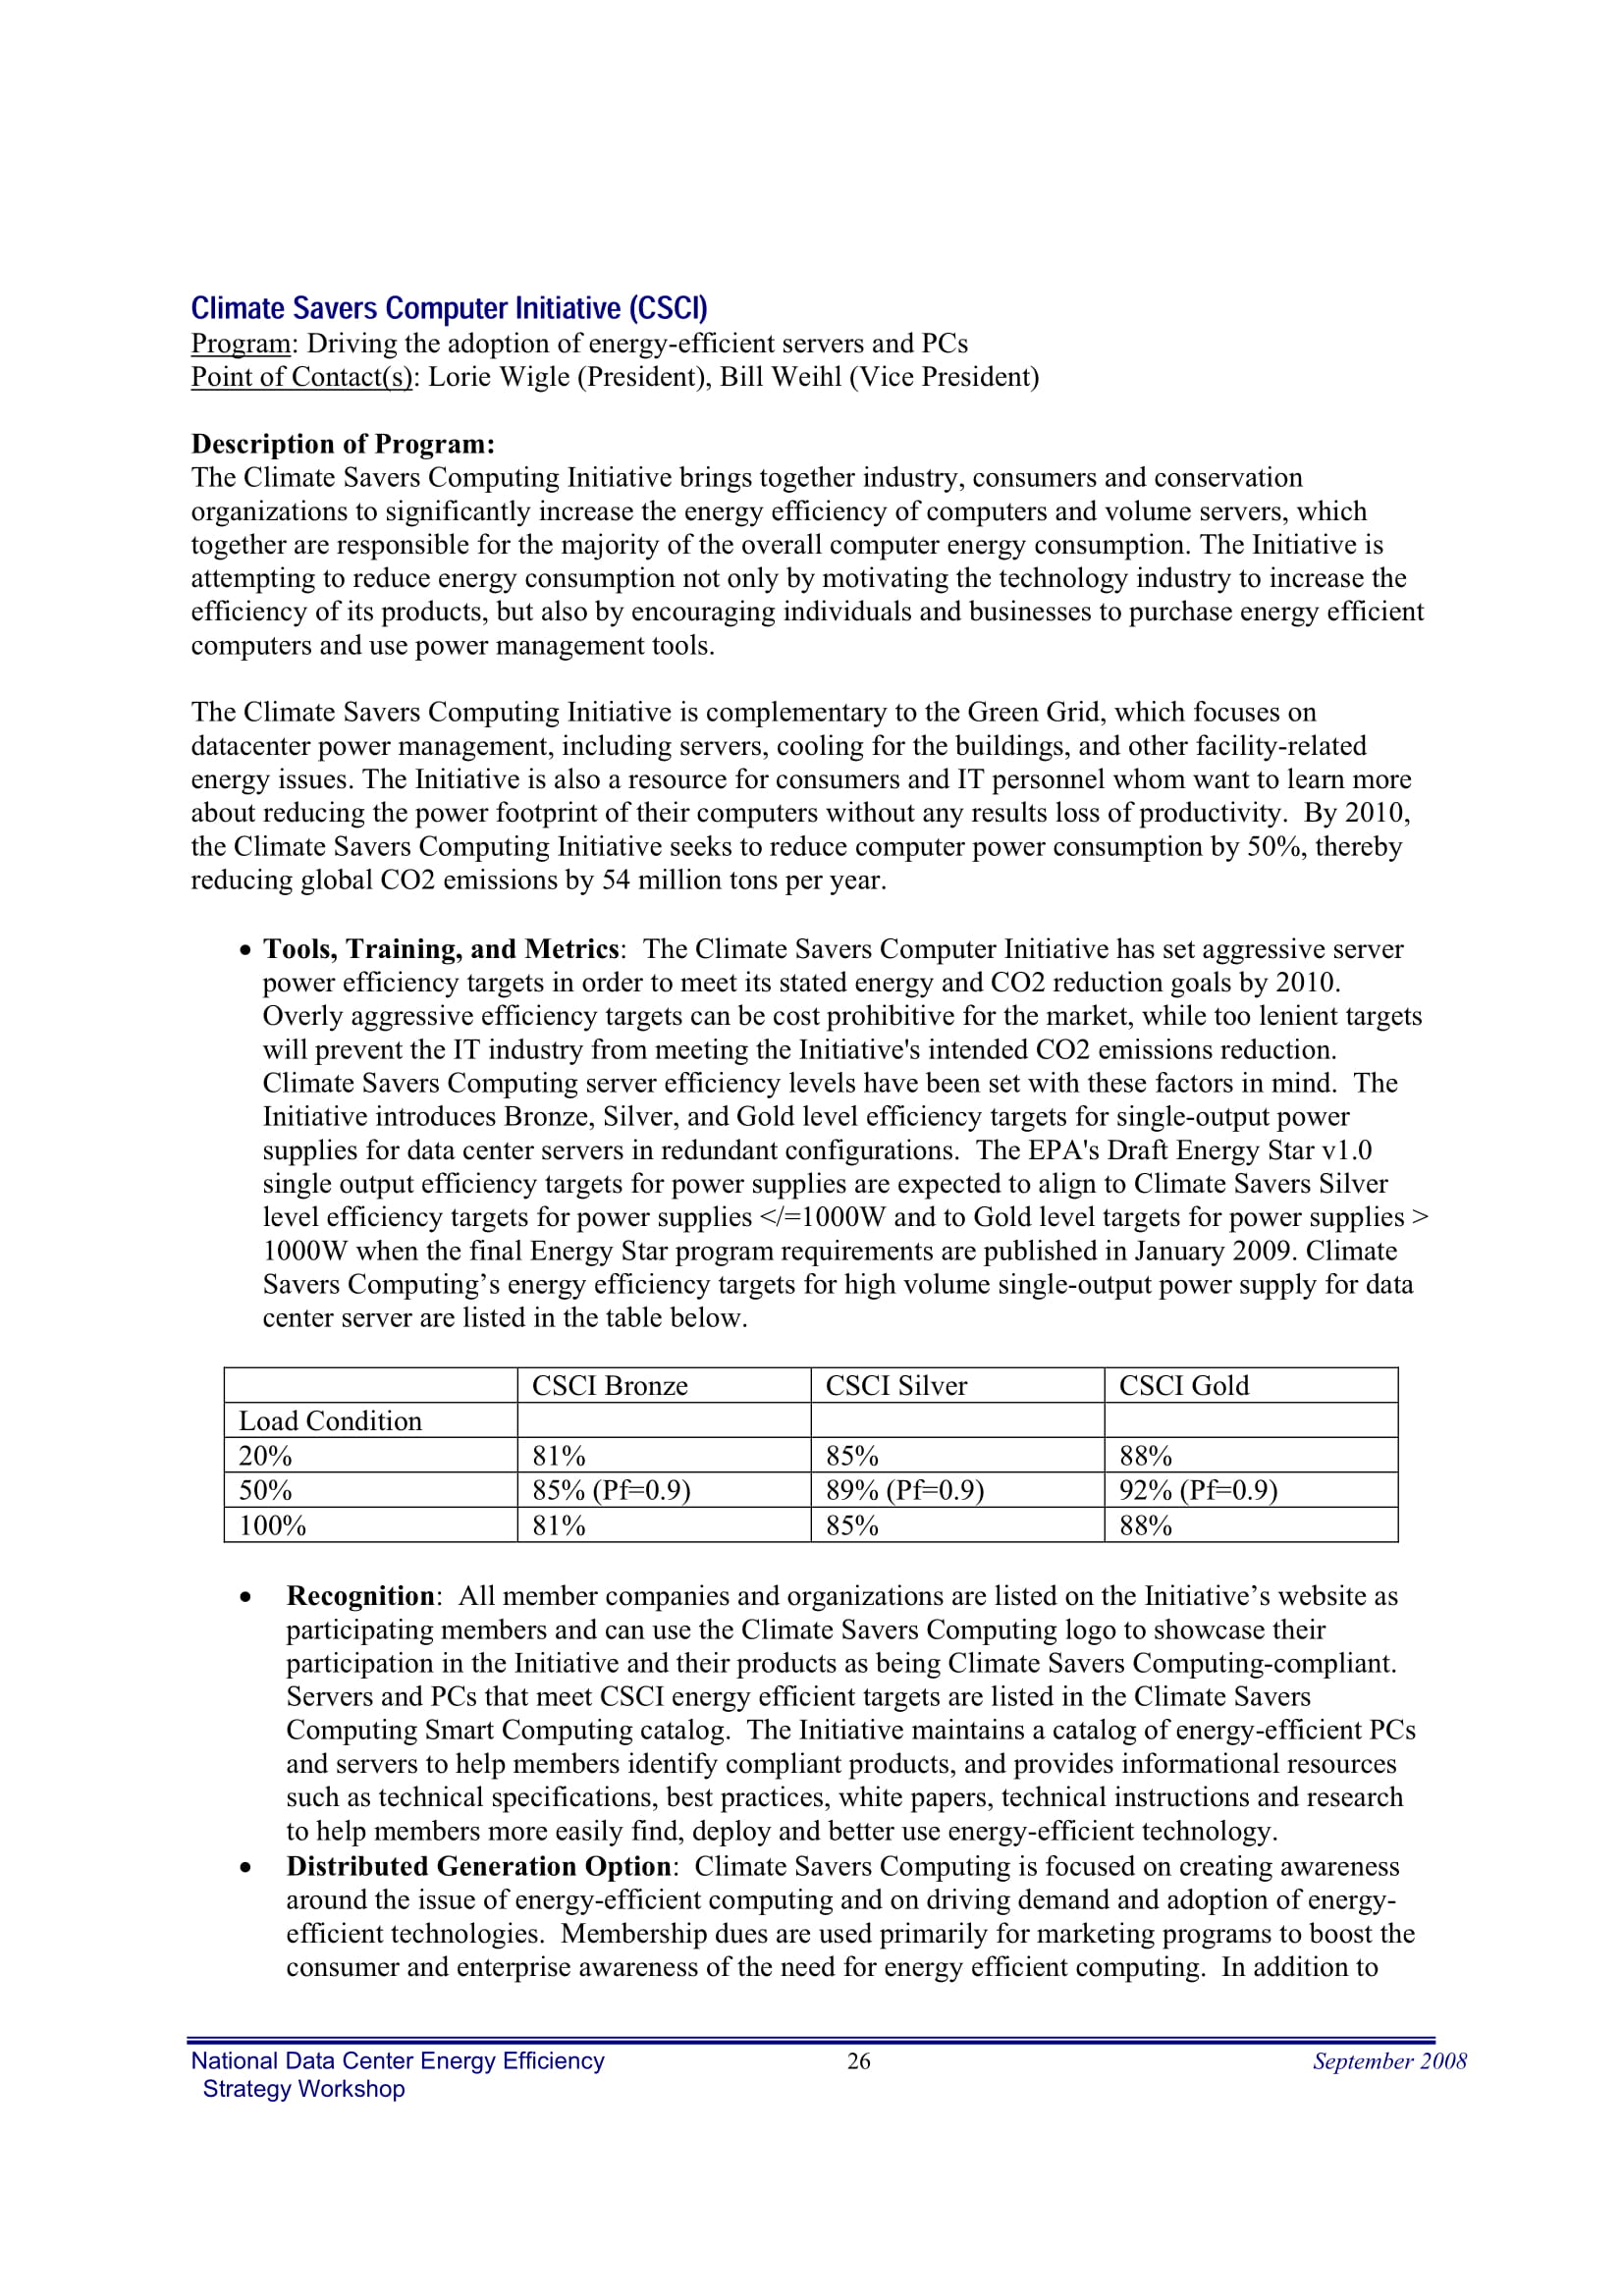 Climate Savers Computer Initiative (CSCI)
Program: Driving the adoption of energy-efficient servers and PCs
Point of Contact(s): Lorie Wigle (President), Bill Weihl (Vice President)
Description of Program:
The Climate Savers Computing Initiative brings together industry, consumers and conservation
organizations to significantly increase the energy efficiency of computers and volume servers, which
together are responsible for the majority of the overall computer energy consumption. The Initiative is
attempting to reduce energy consumption not only by motivating the technology industry to increase the
efficiency of its products, but also by encouraging individuals and businesses to purchase energy efficient
computers and use power management tools.
The Climate Savers Computing Initiative is complementary to the Green Grid, which focuses on
datacenter power management, including servers, cooling for the buildings, and other facility-related
energy issues. The Initiative is also a resource for consumers and IT personnel whom want to learn more
about reducing the power footprint of their computers without any results loss of productivity.  By 2010,
the Climate Savers Computing Initiative seeks to reduce computer power consumption by 50%, thereby
reducing global CO2 emissions by 54 million tons per year.
• Tools, Training, and Metrics:  The Climate Savers Computer Initiative has set aggressive server
power efficiency targets in order to meet its stated energy and CO2 reduction goals by 2010.
Overly aggressive efficiency targets can be cost prohibitive for the market, while too lenient targets
will prevent the IT industry from meeting the Initiative's intended CO2 emissions reduction.
Climate Savers Computing server efficiency levels have been set with these factors in mind.  The
Initiative introduces Bronze, Silver, and Gold level efficiency targets for single-output power
supplies for data center servers in redundant configurations.  The EPA's Draft Energy Star v1.0
single output efficiency targets for power supplies are expected to align to Climate Savers Silver
level efficiency targets for power supplies </=1000W and to Gold level targets for power supplies >
1000W when the final Energy Star program requirements are published in January 2009. Climate
Savers Computing’s energy efficiency targets for high volume single-output power supply for data
center server are listed in the table below.
CSCI Bronze CSCI Silver CSCI Gold
Load Condition
20% 81% 85% 88%
50% 85% (Pf=0.9) 89% (Pf=0.9) 92% (Pf=0.9)
100% 81% 85% 88%
• Recognition:  All member companies and organizations are listed on the Initiative’s website as
participating members and can use the Climate Savers Computing logo to showcase their
participation in the Initiative and their products as being Climate Savers Computing-compliant.
Servers and PCs that meet CSCI energy efficient targets are listed in the Climate Savers
Computing Smart Computing catalog.  The Initiative maintains a catalog of energy-efficient PCs
and servers to help members identify compliant products, and provides informational resources
such as technical specifications, best practices, white papers, technical instructions and research
to help members more easily find, deploy and better use energy-efficient technology.
• Distributed Generation Option:  Climate Savers Computing is focused on creating awareness
around the issue of energy-efficient computing and on driving demand and adoption of energy-
efficient technologies.  Membership dues are used primarily for marketing programs to boost the
consumer and enterprise awareness of the need for energy efficient computing.  In addition to
National Data Center Energy Efficiency 26 September 2008
Strategy Workshop